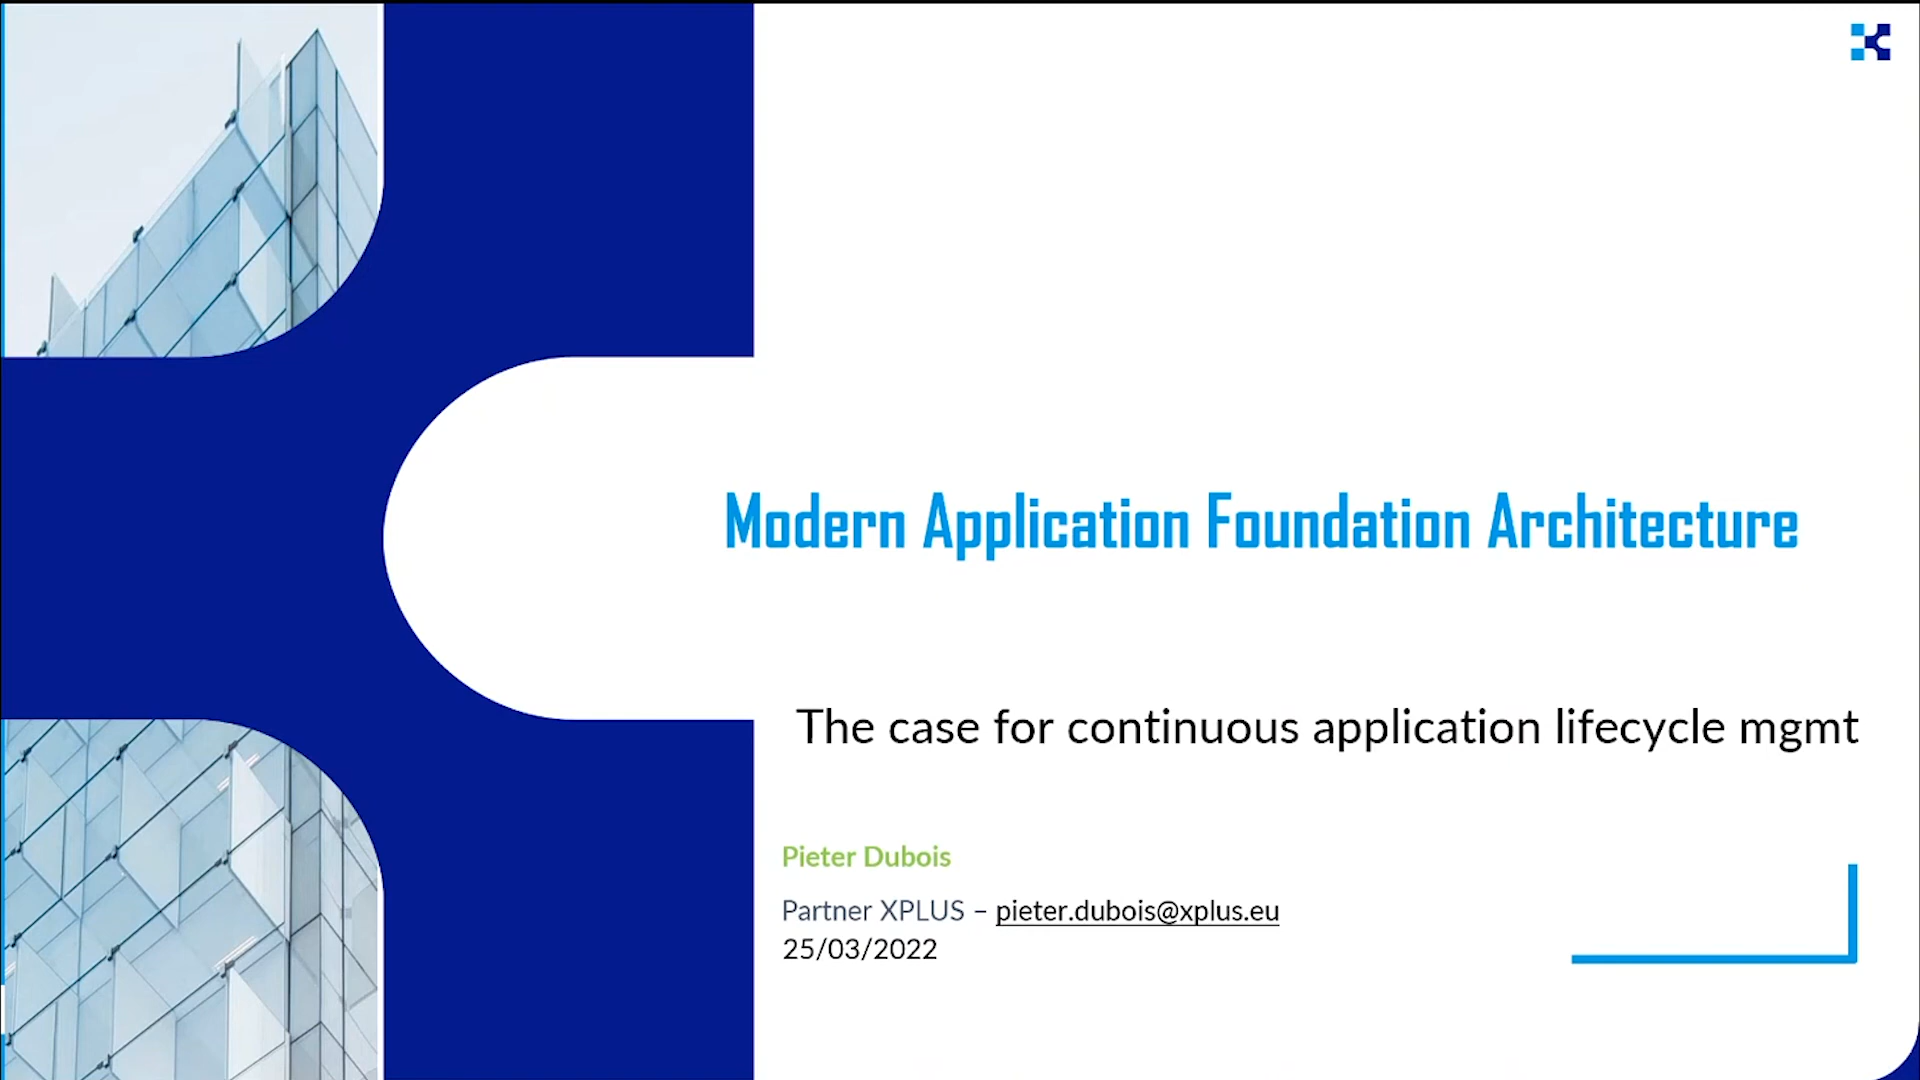 Modern Application Foundation Architecture
The case for continuous application lifecycle mgmt
Pieter Dubois
Partner XPLUS – pieter.dubois@xplus.eu
25/03/2022